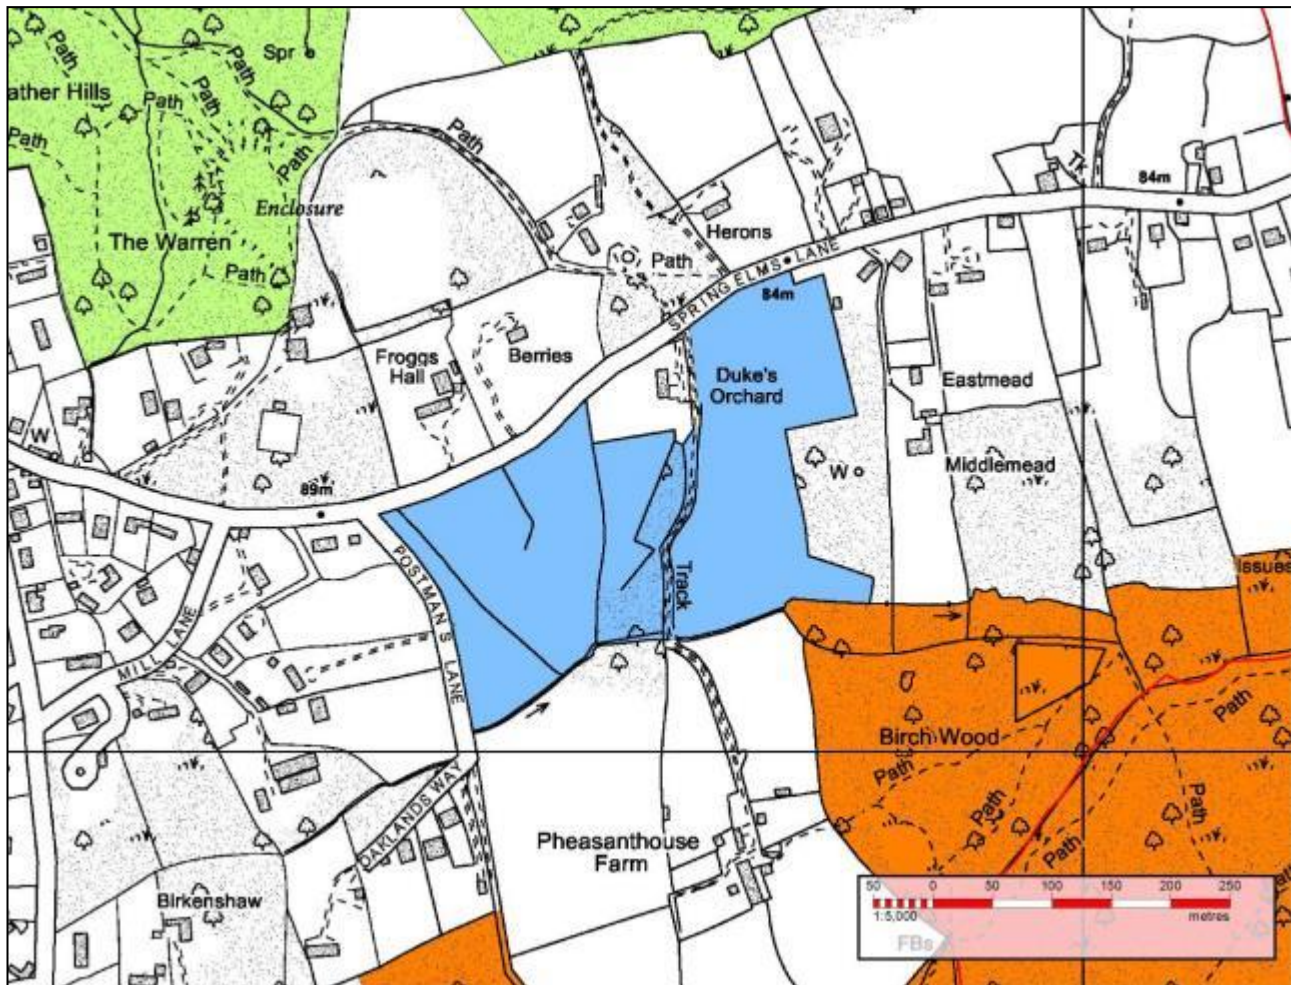 Path
Spr
Path
ather Hills
Path
Path
Path
Path
Path
Tk
84m
Enclosure
The Warren
Herons
Path
Path
SPRING ELMS LANE
84m
Froggs
Hall
Berries
Duke's
Orchard
Eastmead
W
Middlemead
W
89m
Issues
POSTMAN'S LANE
Track
MILL LANE
Path
Birch Wood
Path
OAKLANDS WAY
Path
Path
Path
Pheasanthouse
Farm
Birkenshaw
50 0 50 100 150 200 250
1:5,000 metres
FBs